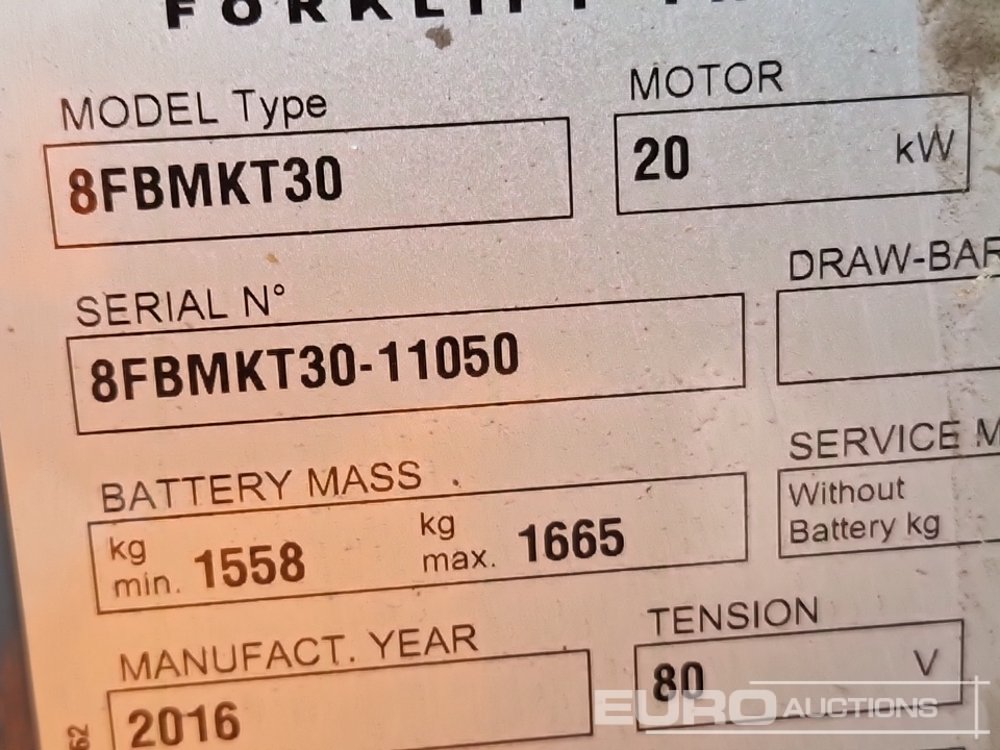 FORKLIFT
MODEL Type
8FBMKT30
MOTOR
20 kW
SERIAL N°
8FBMKT30-11050
DRAW-BAR
BATTERY MASS
kg min. 1558 kg max. 1665
SERVICE M
Without
Battery kg
MANUFACT. YEAR
2016
TENSION
80 V
62
EURO AUCTIONS